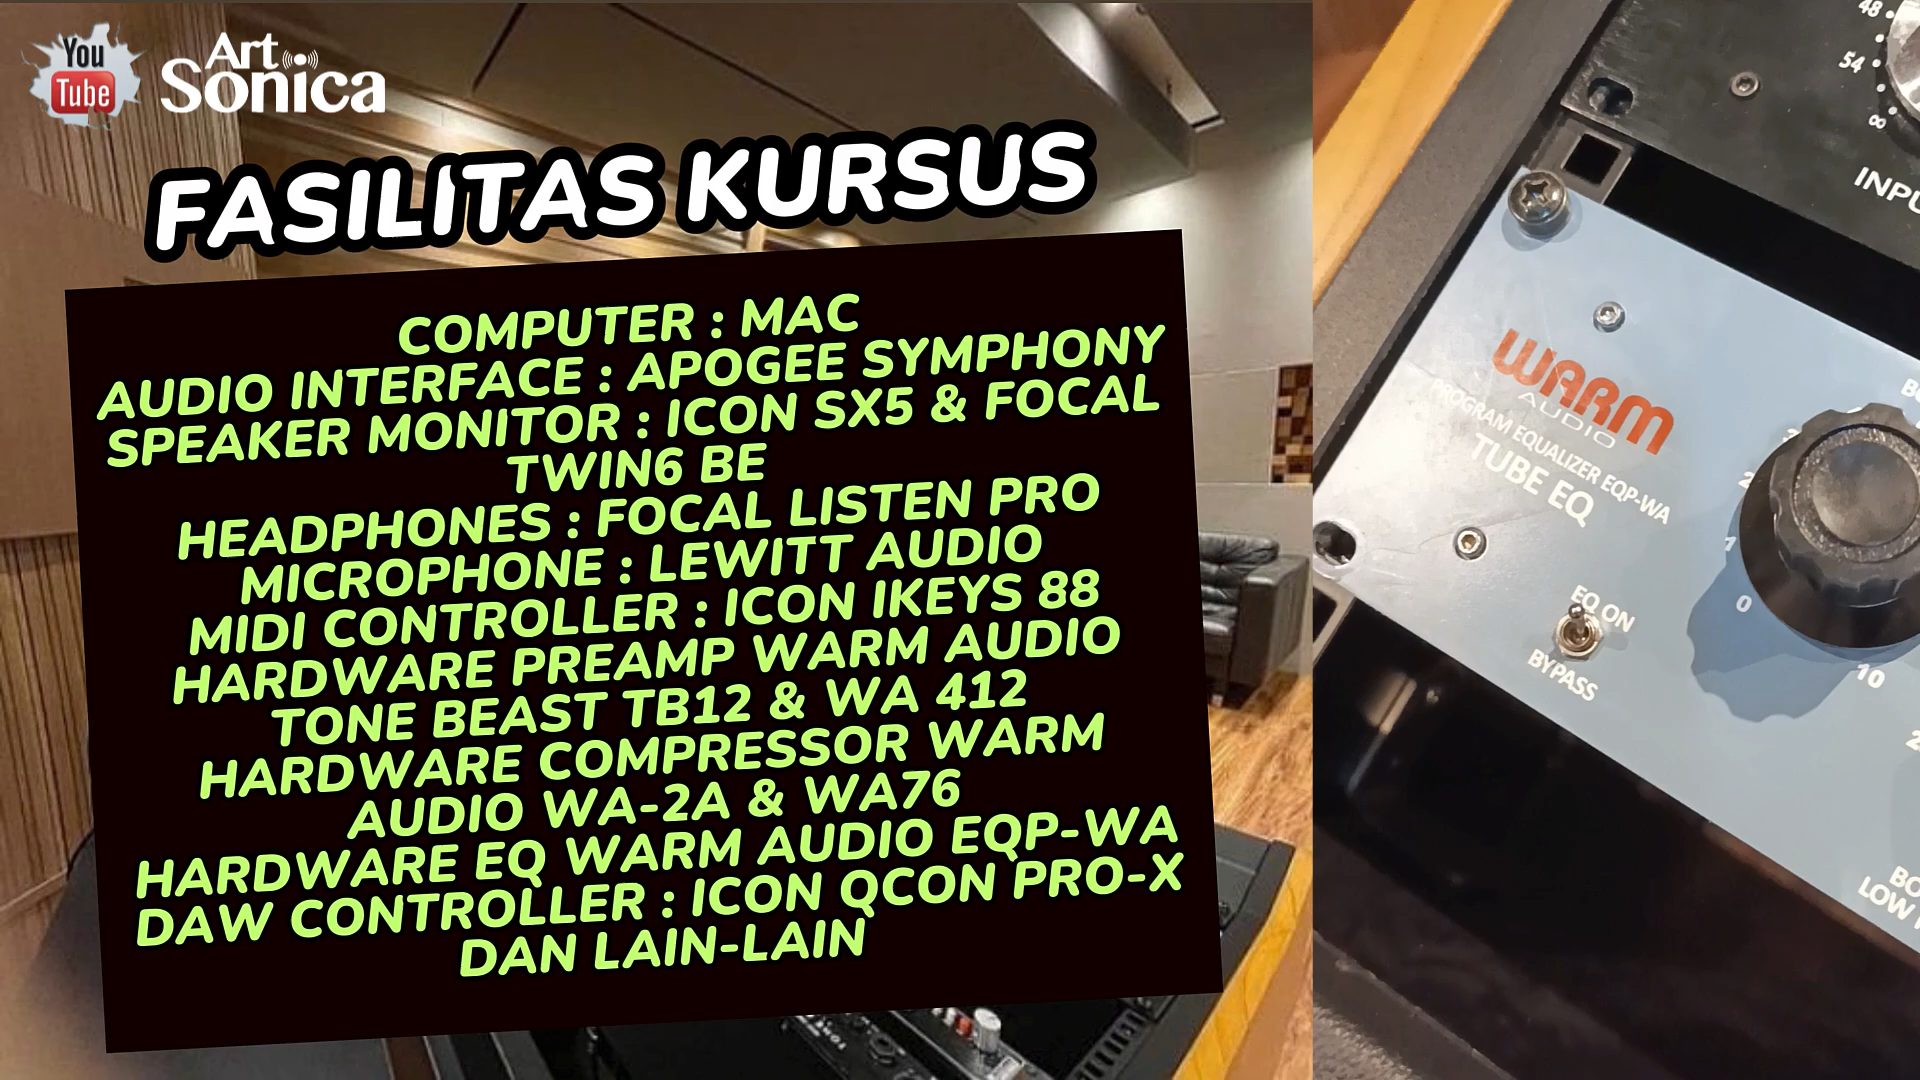 You
Tube
Art
Sonica
FASILITAS KURSUS
COMPUTER : MAC
AUDIO INTERFACE : APOGEE SYMPHONY
SPEAKER MONITOR : ICON SX5 & FOCAL
TWIN6 BE
HEADPHONES : FOCAL LISTEN PRO
MICROPHONE : LEWITT AUDIO
MIDI CONTROLLER : ICON IKEYS 88
HARDWARE PREAMP WARM AUDIO
TONE BEAST TB12 & WA 412
HARDWARE COMPRESSOR WARM
AUDIO WA-2A & WA76
HARDWARE EQ WARM AUDIO EQP-WA
DAW CONTROLLER : ICON QCON PRO-X
DAN LAIN-LAIN
48
54
∞
WARM
AUDIO
PROGRAM EQUALIZER EQP-WA
TUBE EQ
EQ ON
BYPASS
0
1
10
LOW